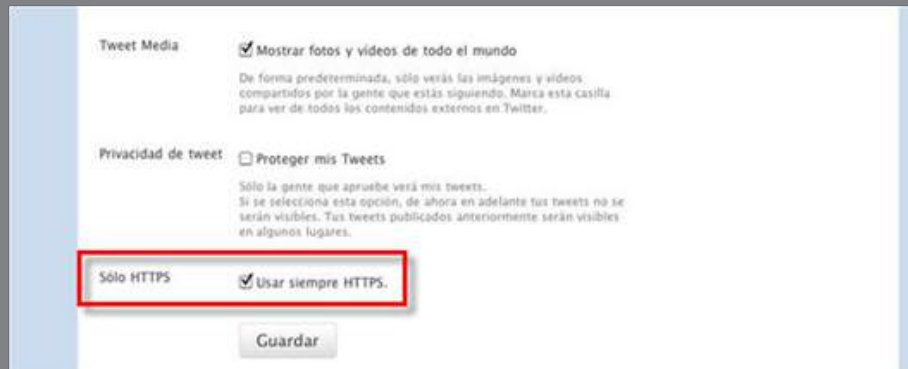 Tweet Media
Mostrar fotos y vídeos de todo el mundo
De forma predeterminada, sólo verás las imágenes y videos
compartidos por la gente que estás siguiendo. Marca esta casilla
para ver de todos los contenidos externos en Twitter.
Privacidad de tweet
Proteger mis Tweets
Sólo la gente que apruebe verá mis tweets.
Si se selecciona esta opción, de ahora en adelante tus tweets no se
serán visibles. Tus tweets publicados anteriormente serán visibles
en algunos lugares.
Sólo HTTPS
Usar siempre HTTPS.
Guardar